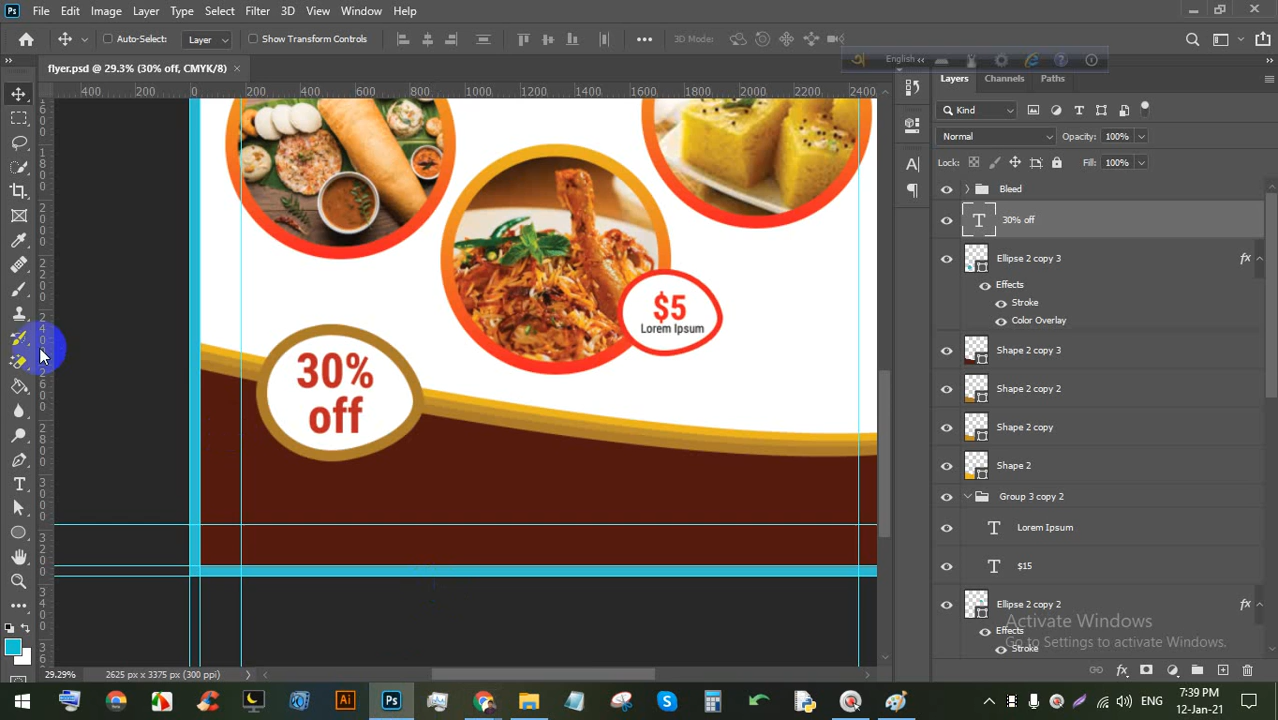 Ps File Edit Image Layer Type Select Filter 3D View Window Help
Auto-Select: Layer Show Transform Controls 3D Mode: English
flyer.psd @ 29.3% (30% off, CMYK/8) ×
400 200 0 200 400 600 800 1000 1200 1400 1600 1800 2000 2200 2400
Layers Channels Paths
Kind
Normal Opacity: 100%
Lock: Fill: 100%
Bleed
30% off
Ellipse 2 copy 3 fx
Effects
Stroke
Color Overlay
$5
Lorem Ipsum
30%
off
Shape 2 copy 3
Shape 2 copy 2
Shape 2 copy
Shape 2
Group 3 copy 2
Lorem Ipsum
$15
Ellipse 2 copy 2 fx
Effects
Stroke
Activate Windows
Go to Settings to activate Windows.
29.29% 2625 px x 3375 px (300 ppi)
Ai Ps ENG 7:39 PM
12-Jan-21